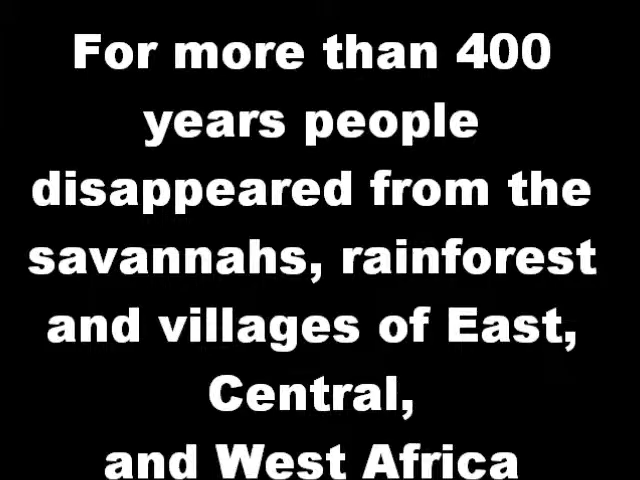 For more than 400
years people
disappeared from the
savannahs, rainforest
and villages of East,
Central,
and West Africa